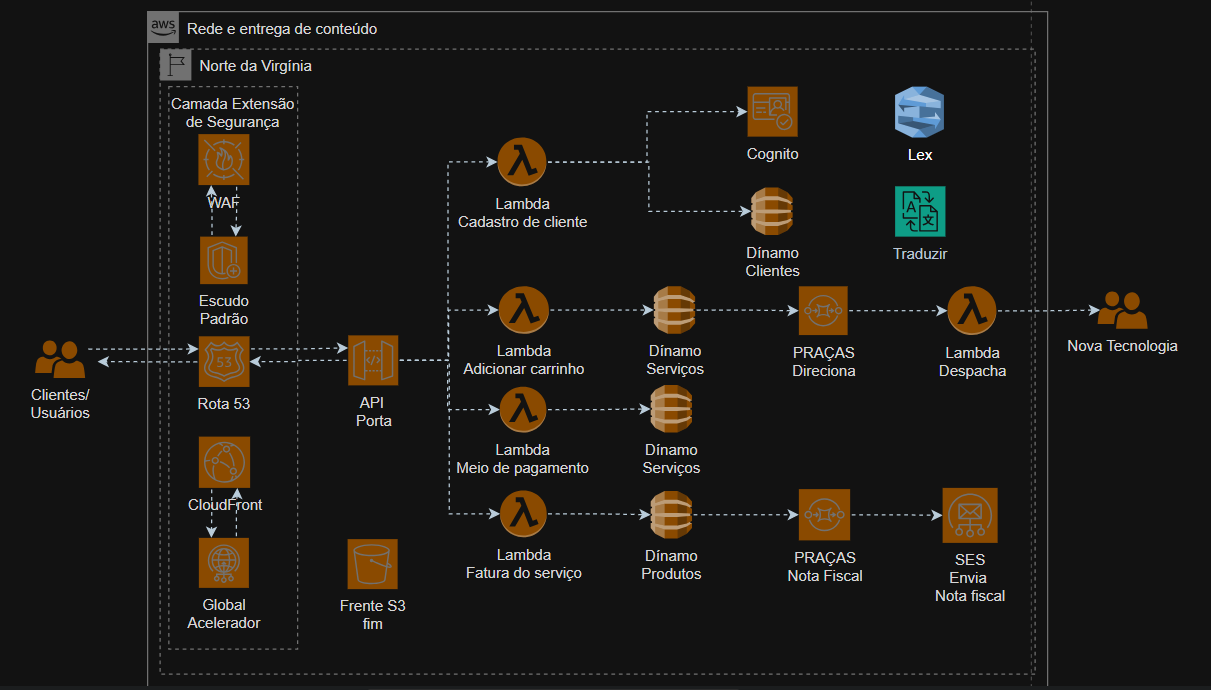 aws
Rede e entrega de conteúdo
Norte da Virgínia
Camada Extensão
de Segurança
WAF
Escudo
Padrão
53
Rota 53
CloudFront
Global
Acelerador
Clientes/
Usuários
API
Porta
Frente S3
fim
Lambda
Cadastro de cliente
Lambda
Adicionar carrinho
Lambda
Meio de pagamento
Lambda
Fatura do serviço
Cognito
Dínamo
Clientes
Dínamo
Serviços
Dínamo
Serviços
Dínamo
Produtos
PRAÇAS
Direciona
PRAÇAS
Nota Fiscal
Lex
A
文
Traduzir
Lambda
Despacha
SES
Envia
Nota fiscal
Nova Tecnologia